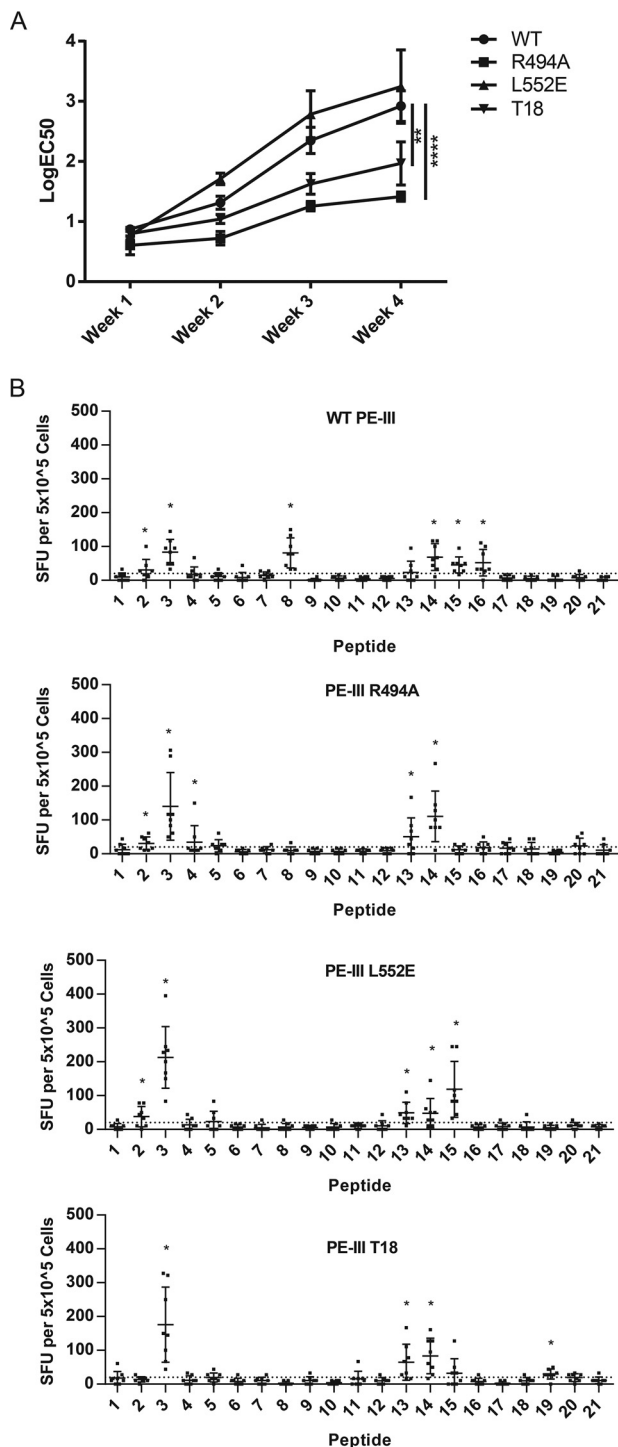 A
4
3
2
1
0
LogEC50
Week 1
Week 2
Week 3
Week 4
**
****
WT
R494A
L552E
T18
B
WT PE-III
SFU per 5x10^5 Cells
500
400
300
200
100
0
* * * * * *
1 2 3 4 5 6 7 8 9 10 11 12 13 14 15 16 17 18 19 20 21
Peptide
PE-III R494A
SFU per 5x10^5 Cells
500
400
300
200
100
0
* * * * *
1 2 3 4 5 6 7 8 9 10 11 12 13 14 15 16 17 18 19 20 21
Peptide
PE-III L552E
SFU per 5x10^5 Cells
500
400
300
200
100
0
* * * * *
1 2 3 4 5 6 7 8 9 10 11 12 13 14 15 16 17 18 19 20 21
Peptide
PE-III T18
SFU per 5x10^5 Cells
500
400
300
200
100
0
* * * *
1 2 3 4 5 6 7 8 9 10 11 12 13 14 15 16 17 18 19 20 21
Peptide